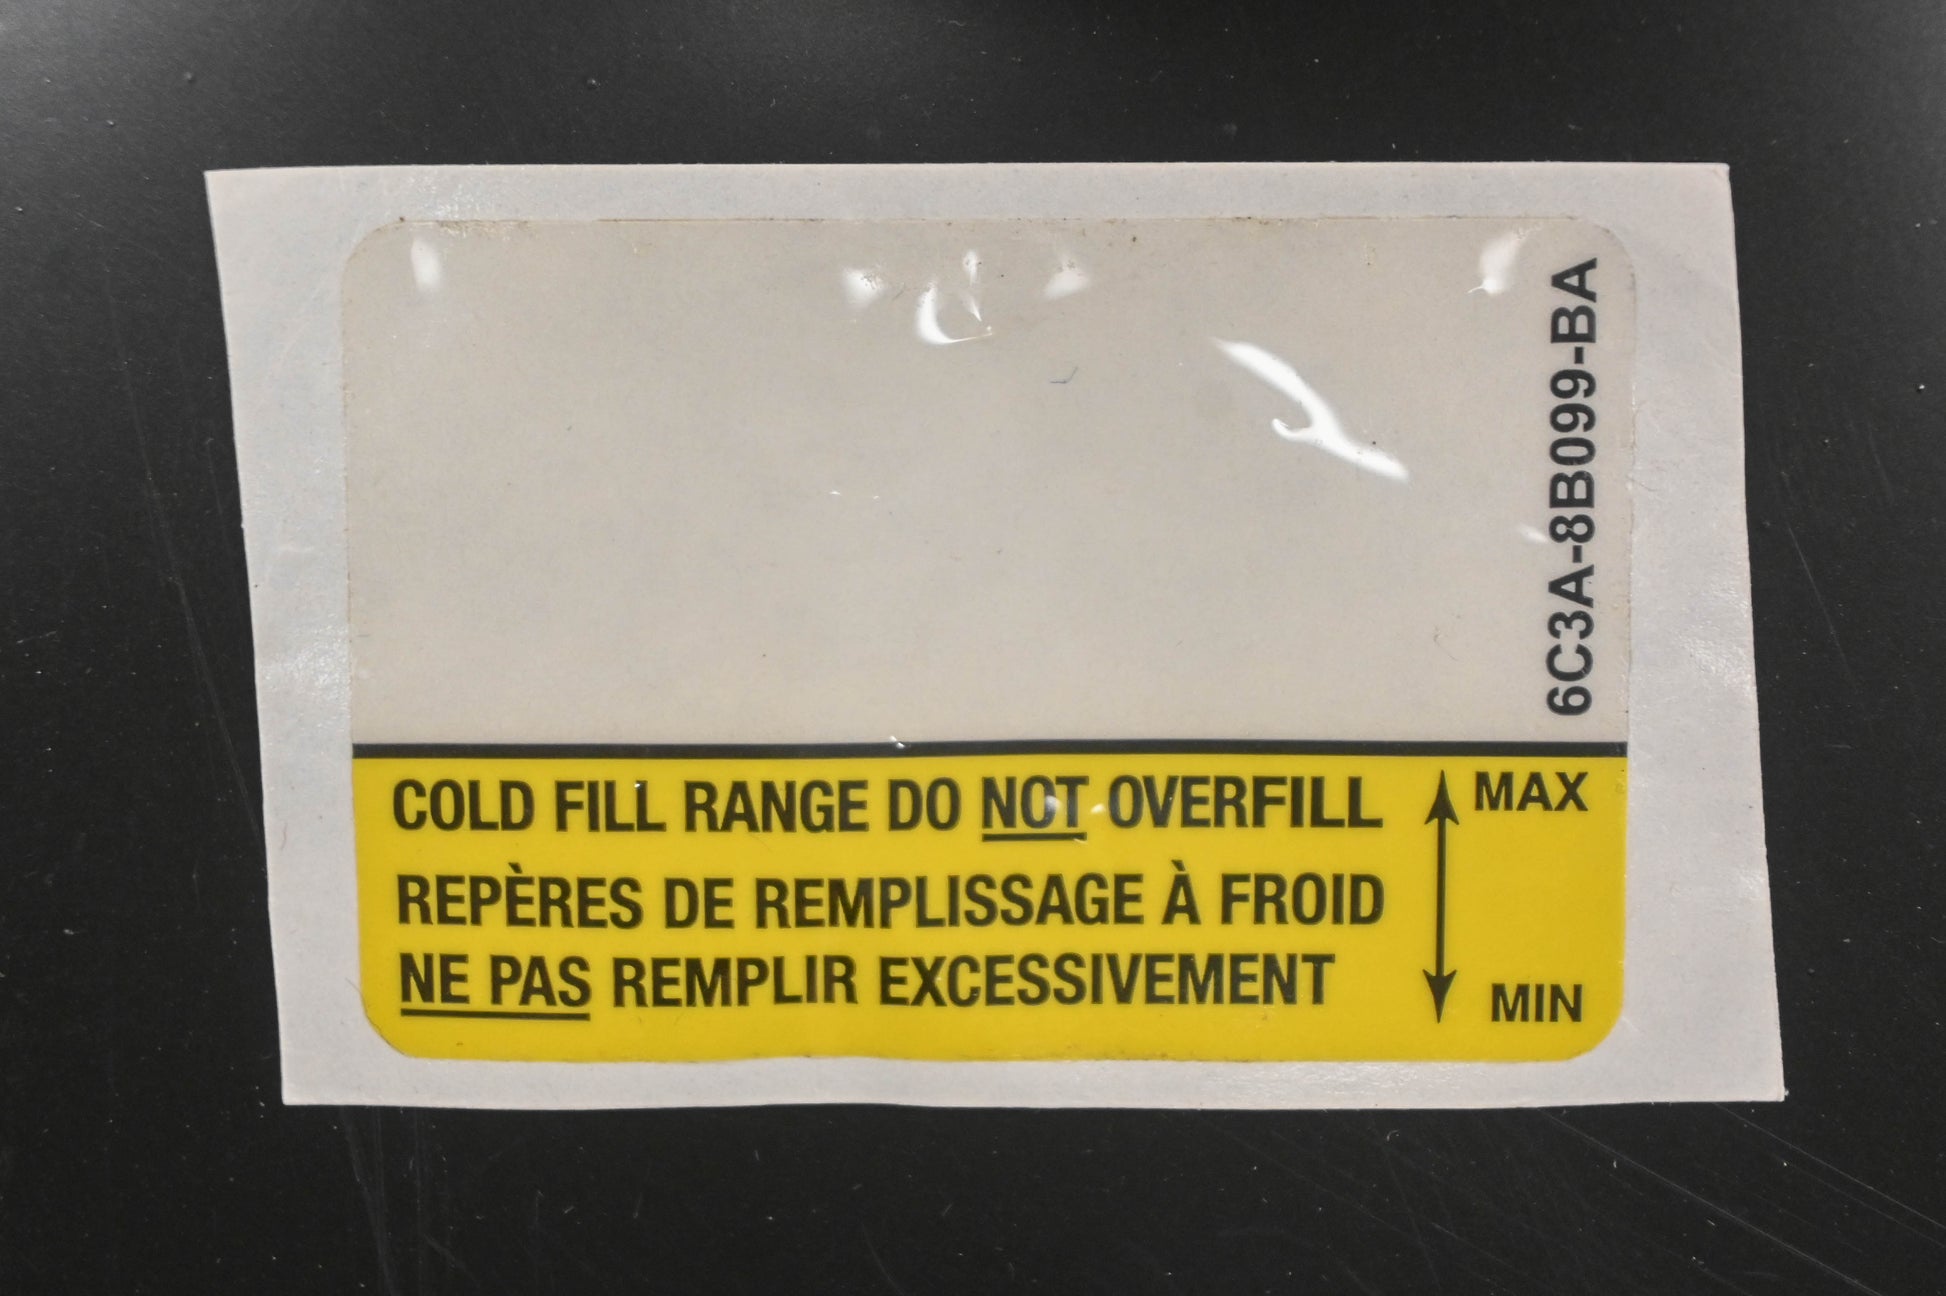 6C3A-8B099-BA
COLD FILL RANGE DO NOT OVERFILL
REPÈRES DE REMPLISSAGE À FROID
NE PAS REMPLIR EXCESSIVEMENT
MAX
MIN